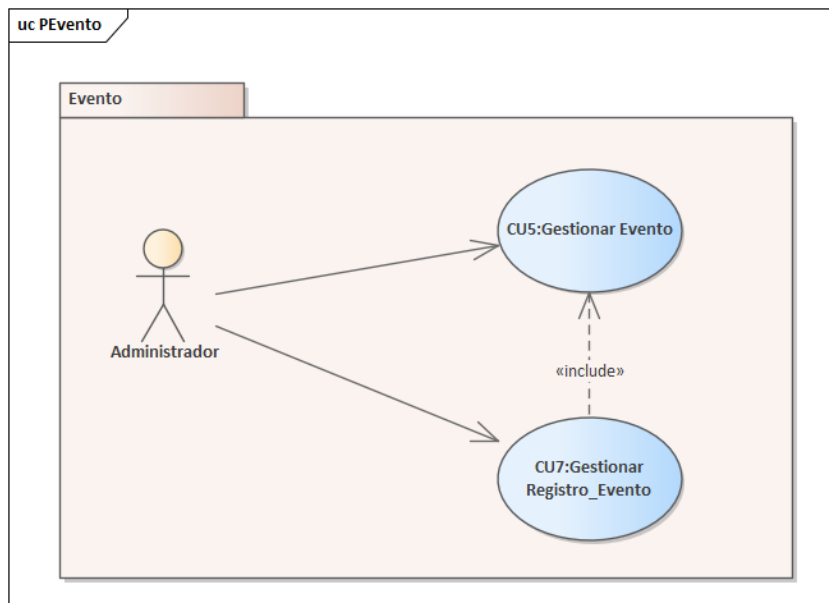 uc PEvento
Evento
CU5:Gestionar Evento
Administrador
«include»
CU7:Gestionar
Registro_Evento